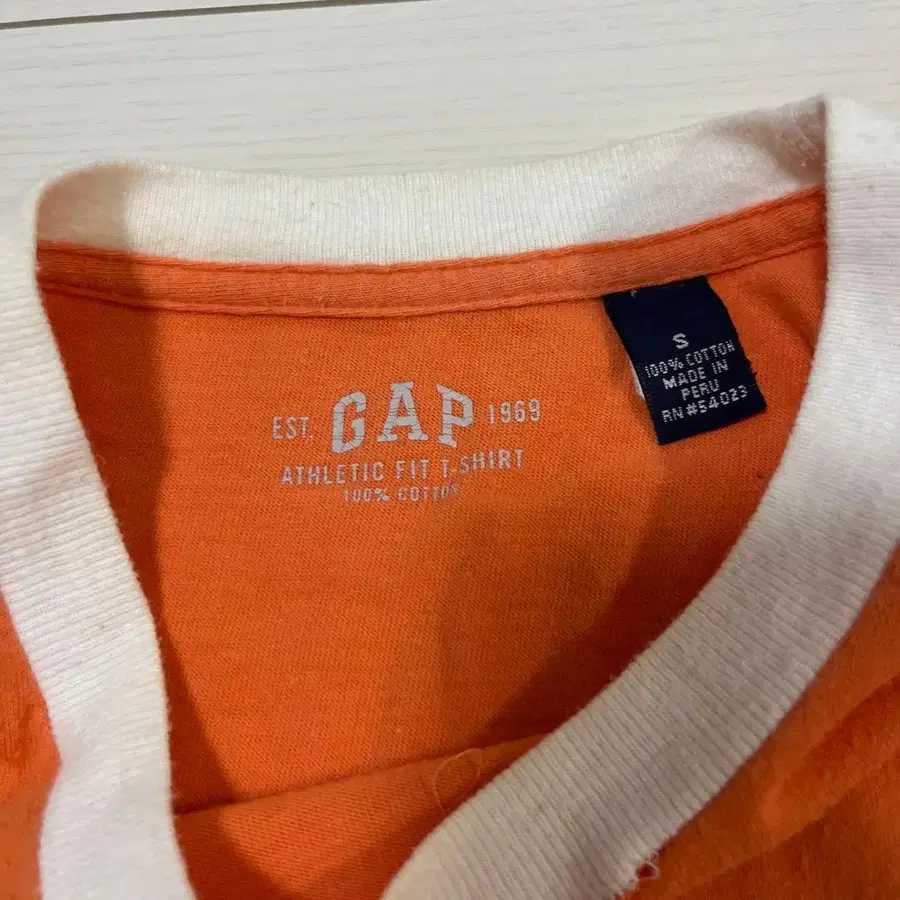 EST. GAP 1969
ATHLETIC FIT T-SHIRT
100% COTTON
S
100% COTTON
MADE IN
PERU
RN#54023